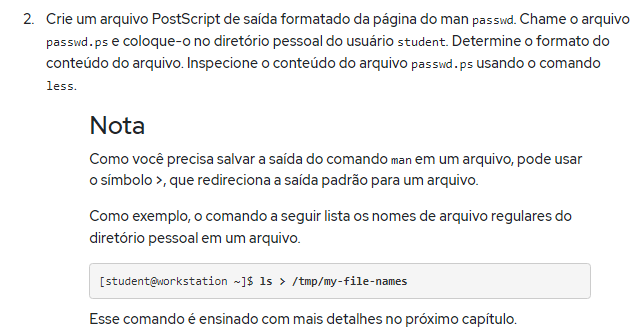 2. Crie um arquivo PostScript de saída formatado da página do man passwd. Chame o arquivo
passwd.ps e coloque-o no diretório pessoal do usuário student. Determine o formato do
conteúdo do arquivo. Inspecione o conteúdo do arquivo passwd.ps usando o comando
less.
Nota
Como você precisa salvar a saída do comando man em um arquivo, pode usar
o símbolo >, que redireciona a saída padrão para um arquivo.
Como exemplo, o comando a seguir lista os nomes de arquivo regulares do
diretório pessoal em um arquivo.
[student@workstation ~]$ ls > /tmp/my-file-names
Esse comando é ensinado com mais detalhes no próximo capítulo.